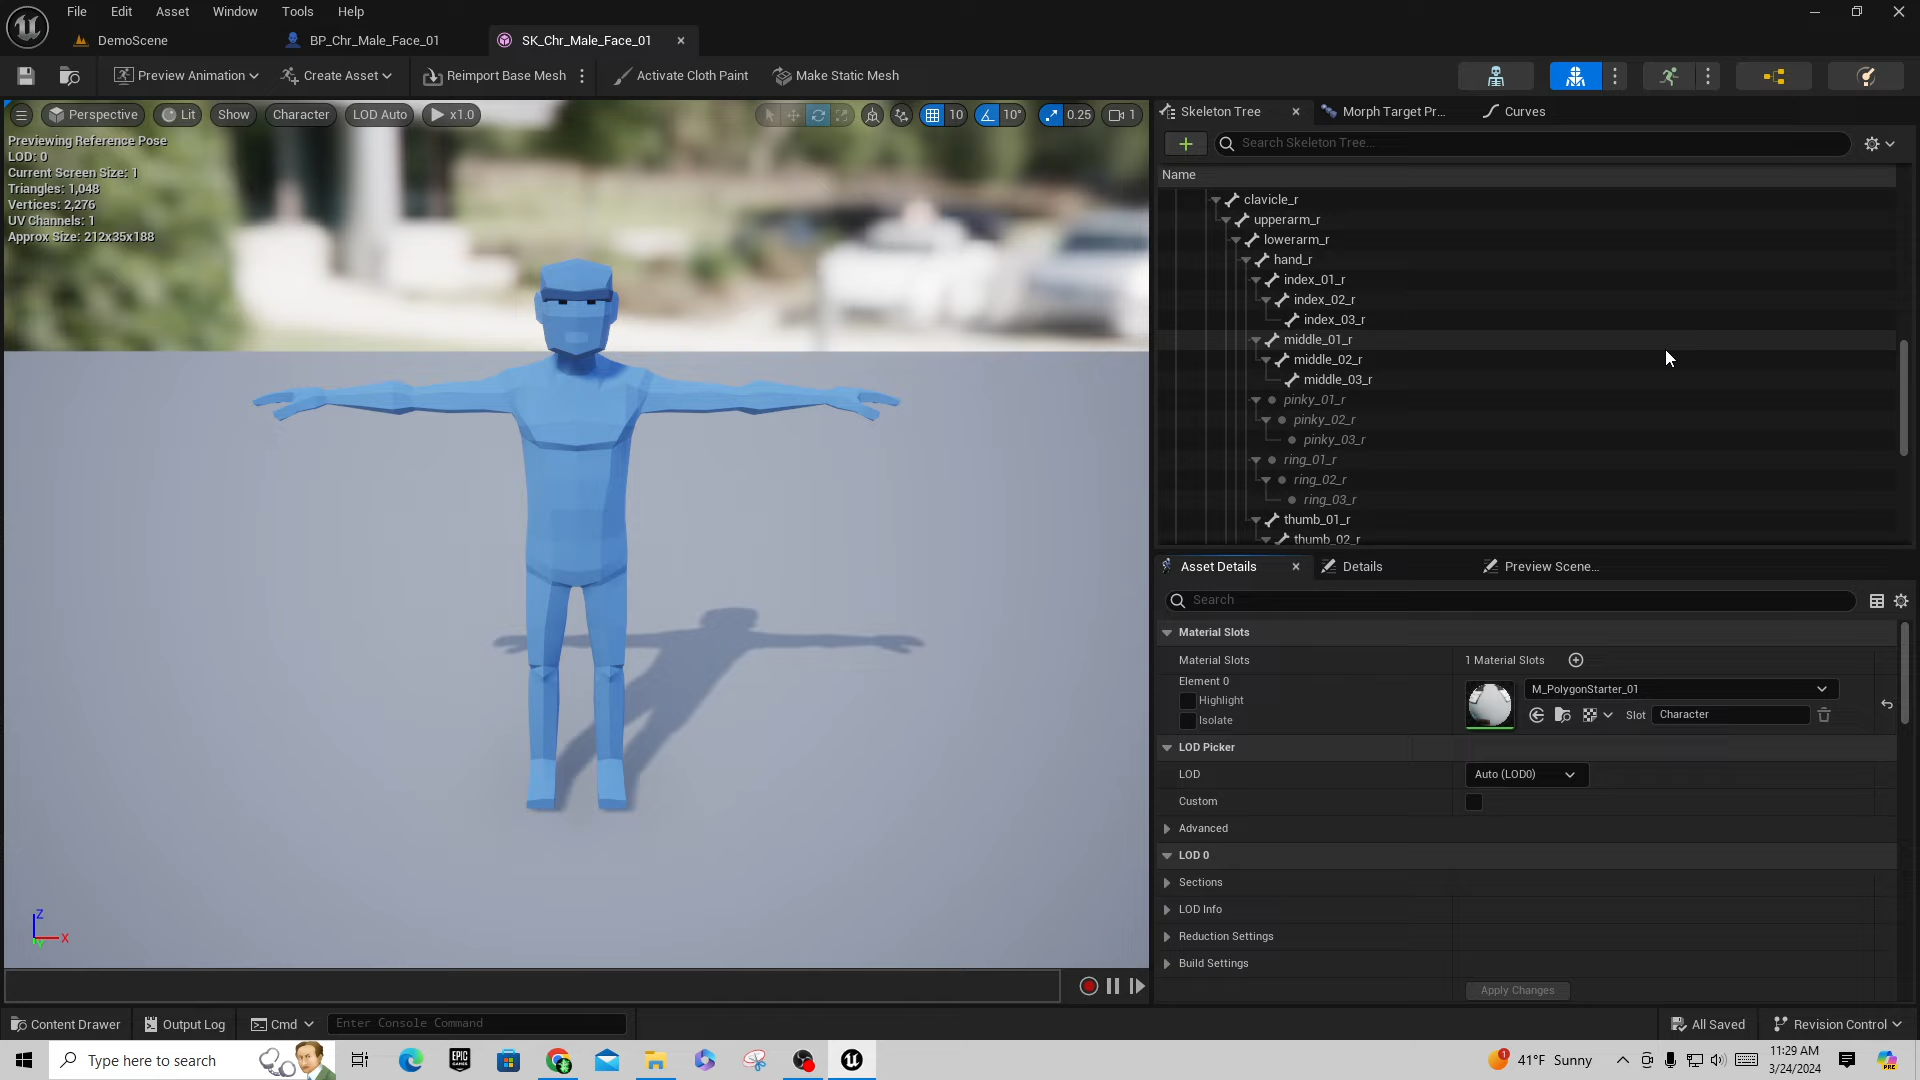 File Edit Asset Window Tools Help
DemoScene BP_Chr_Male_Face_01 SK_Chr_Male_Face_01
Preview Animation Create Asset Reimport Base Mesh Activate Cloth Paint Make Static Mesh
Perspective Lit Show Character LOD Auto x1.0 10 10° 0.25 1
Previewing Reference Pose
LOD: 0
Current Screen Size: 1
Triangles: 1,048
Vertices: 2,276
UV Channels: 1
Approx Size: 212x35x188
Z
X
Y
Skeleton Tree Morph Target Pr... Curves
Search Skeleton Tree...
Name
clavicle_r
upperarm_r
lowerarm_r
hand_r
index_01_r
index_02_r
index_03_r
middle_01_r
middle_02_r
middle_03_r
pinky_01_r
pinky_02_r
pinky_03_r
ring_01_r
ring_02_r
ring_03_r
thumb_01_r
thumb_02_r
Asset Details Details Preview Scene...
Search
Material Slots
Material Slots 1 Material Slots
Element 0
Highlight
Isolate
M_PolygonStarter_01
Slot Character
LOD Picker
LOD Auto (LOD0)
Custom
Advanced
LOD 0
Sections
LOD Info
Reduction Settings
Build Settings
Apply Changes
Content Drawer Output Log Cmd Enter Console Command All Saved Revision Control
Type here to search
EPIC GAMES
1 41°F Sunny
11:29 AM
3/24/2024
PRE